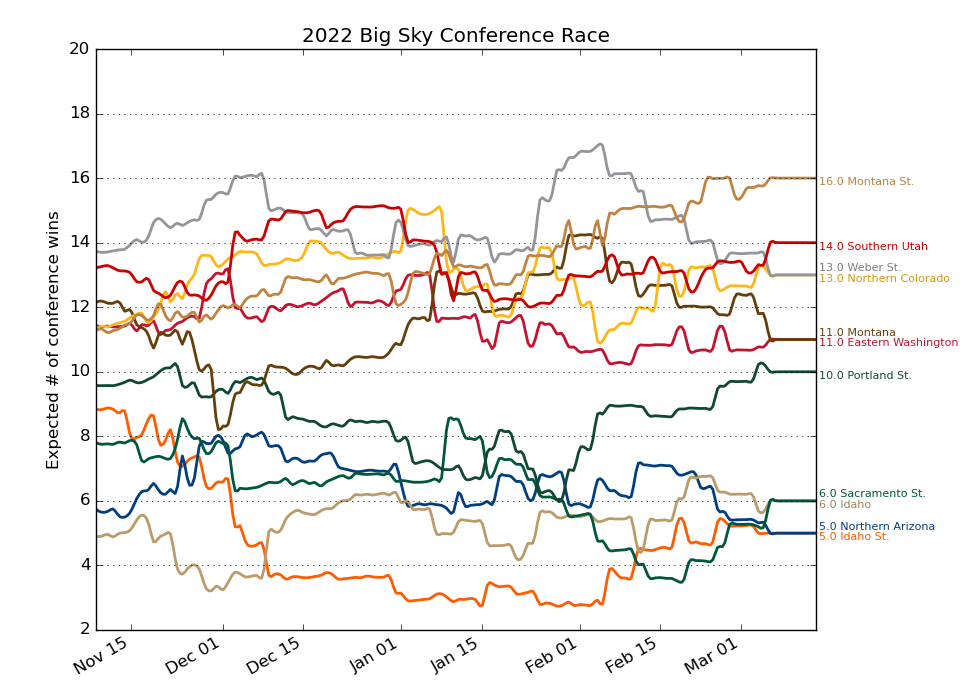 2022 Big Sky Conference Race
Expected # of conference wins
20
18
16
14
12
10
8
6
4
2
Nov 15
Dec 01
Dec 15
Jan 01
Jan 15
Feb 01
Feb 15
Mar 01
16.0 Montana St.
14.0 Southern Utah
13.0 Weber St.
13.0 Northern Colorado
11.0 Montana
11.0 Eastern Washington
10.0 Portland St.
6.0 Sacramento St.
6.0 Idaho
5.0 Northern Arizona
5.0 Idaho St.